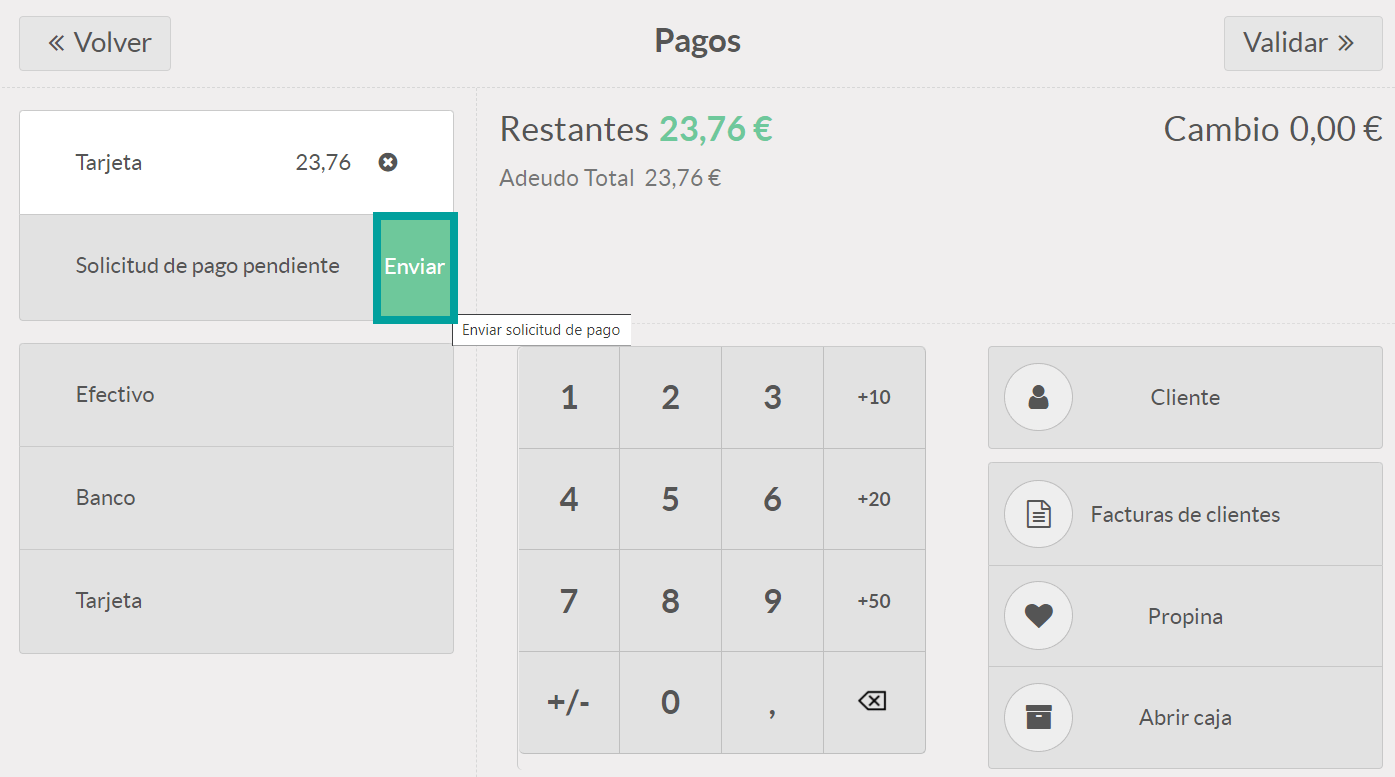 Volver
Pagos
Validar
Tarjeta 23,76
Restantes 23,76 €
Cambio 0,00 €
Adeudo Total 23,76 €
Solicitud de pago pendiente
Enviar
Enviar solicitud de pago
Efectivo
Banco
Tarjeta
1 2 3 +10
4 5 6 +20
7 8 9 +50
+/- 0 ,
Cliente
Facturas de clientes
Propina
Abrir caja